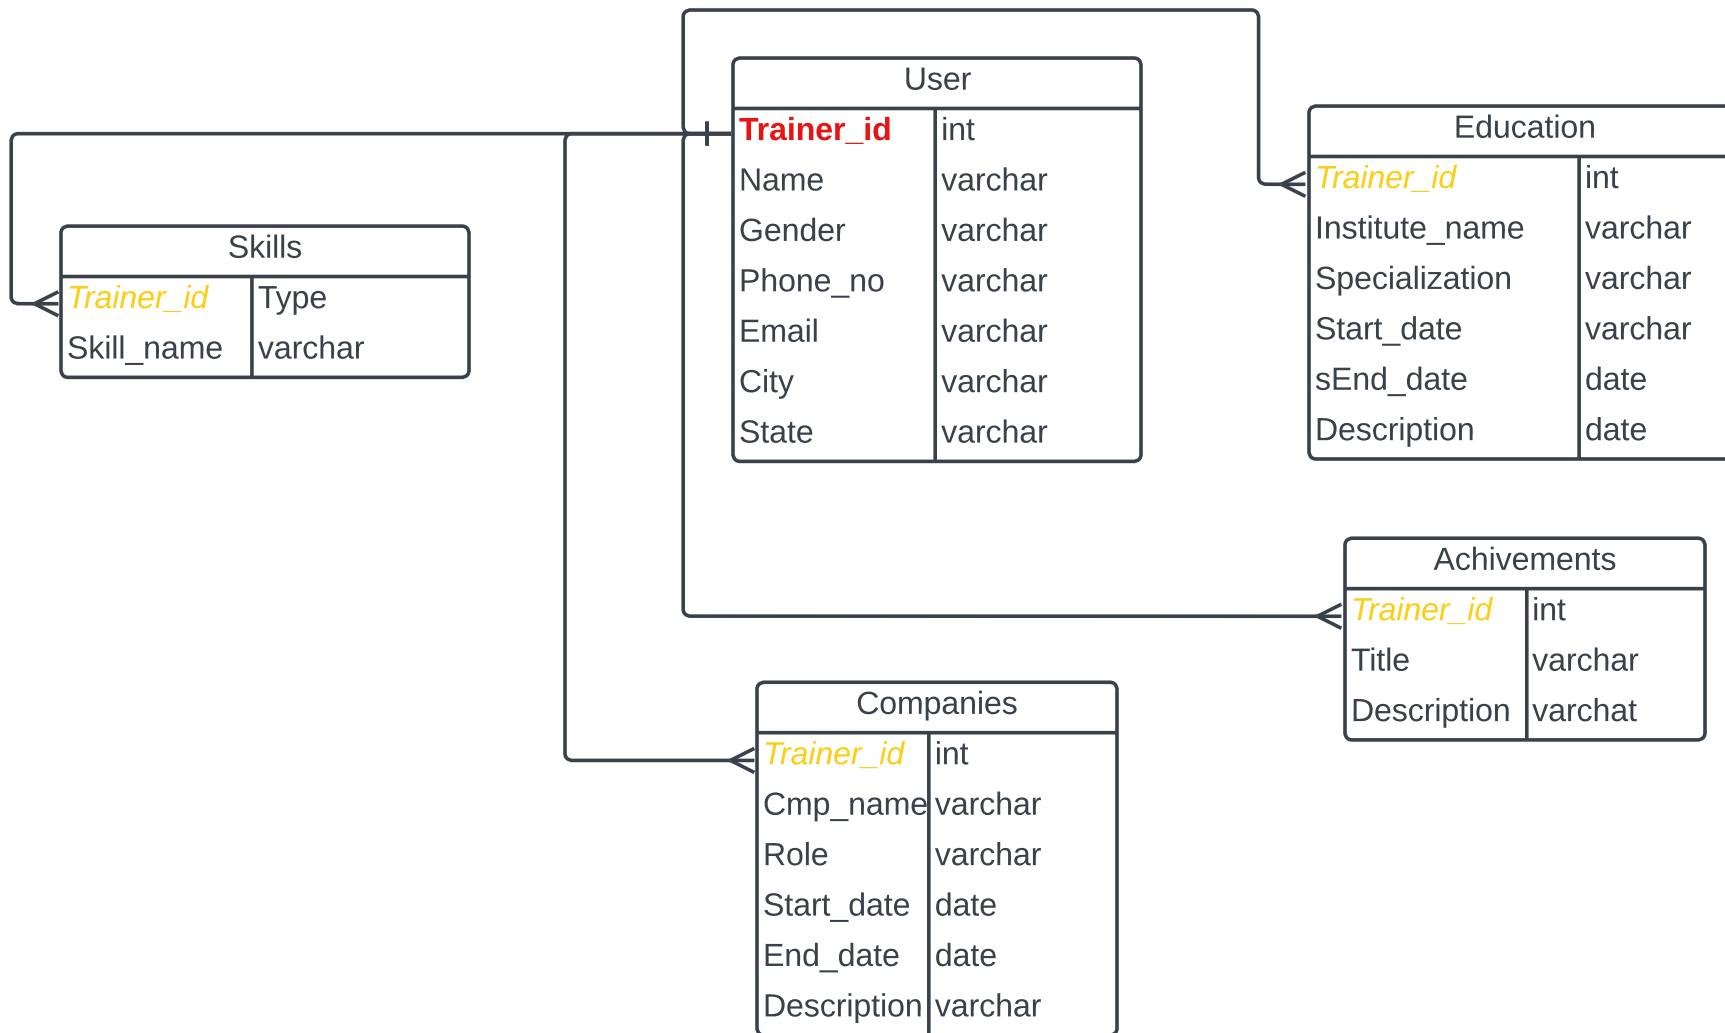 User
Trainer_id int
Name varchar
Gender varchar
Phone_no varchar
Email varchar
City varchar
State varchar
Education
Trainer_id int
Institute_name varchar
Specialization varchar
Start_date varchar
sEnd_date date
Description date
Skills
Trainer_id Type
Skill_name varchar
Achivements
Trainer_id int
Title varchar
Description varchat
Companies
Trainer_id int
Cmp_name varchar
Role varchar
Start_date date
End_date date
Description varchar